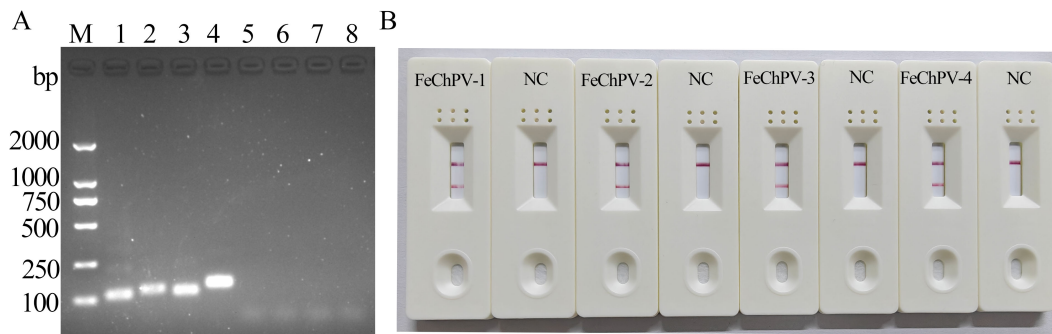 A
M 1 2 3 4 5 6 7 8
bp
2000
1000
750
500
250
100
B
FeChPV-1 NC FeChPV-2 NC FeChPV-3 NC FeChPV-4 NC